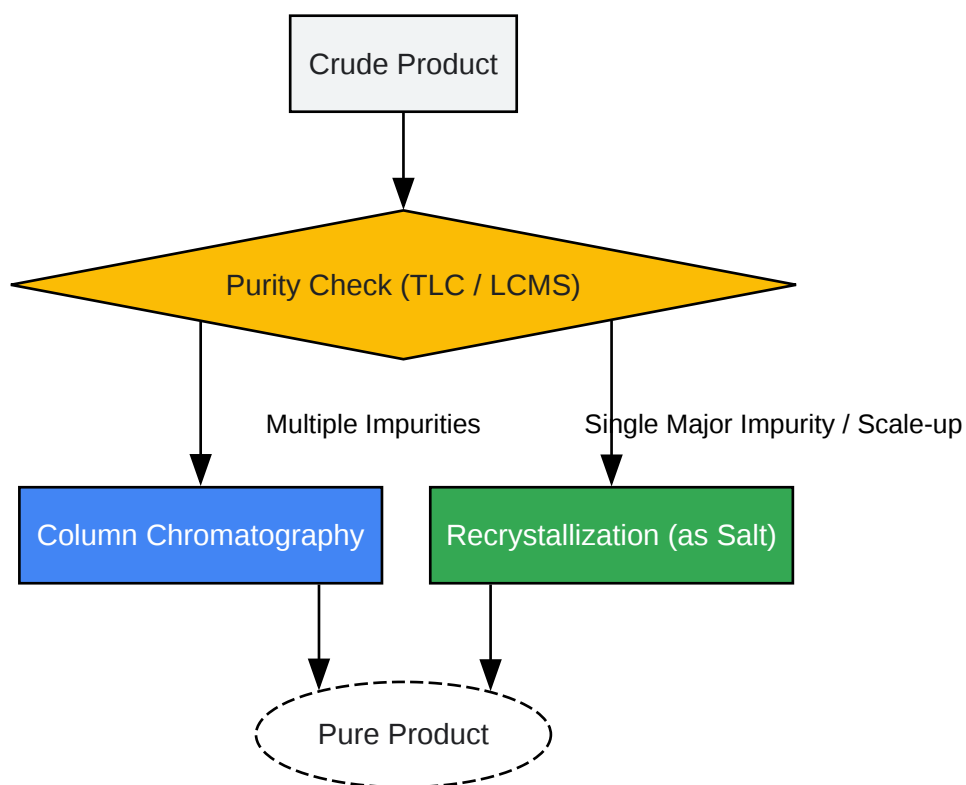 Crude Product
Purity Check (TLC / LCMS)
Multiple Impurities
Single Major Impurity / Scale-up
Column Chromatography
Recrystallization (as Salt)
Pure Product